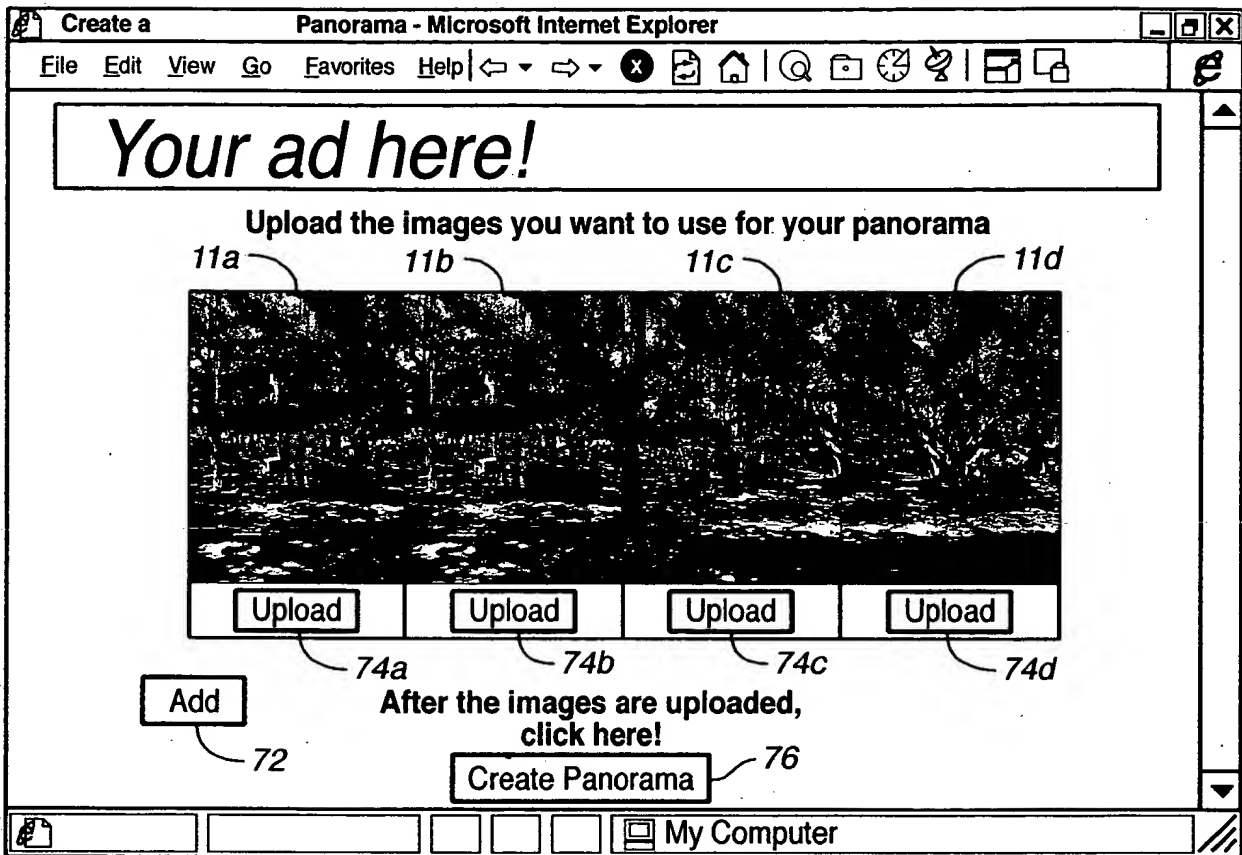 Create a Panorama - Microsoft Internet Explorer
File Edit View Go Favorites Help
Your ad here!
Upload the images you want to use for your panorama
11a 11b 11c 11d
Upload Upload Upload Upload
74a 74b 74c 74d
Add
After the images are uploaded,
click here!
72
Create Panorama
76
My Computer